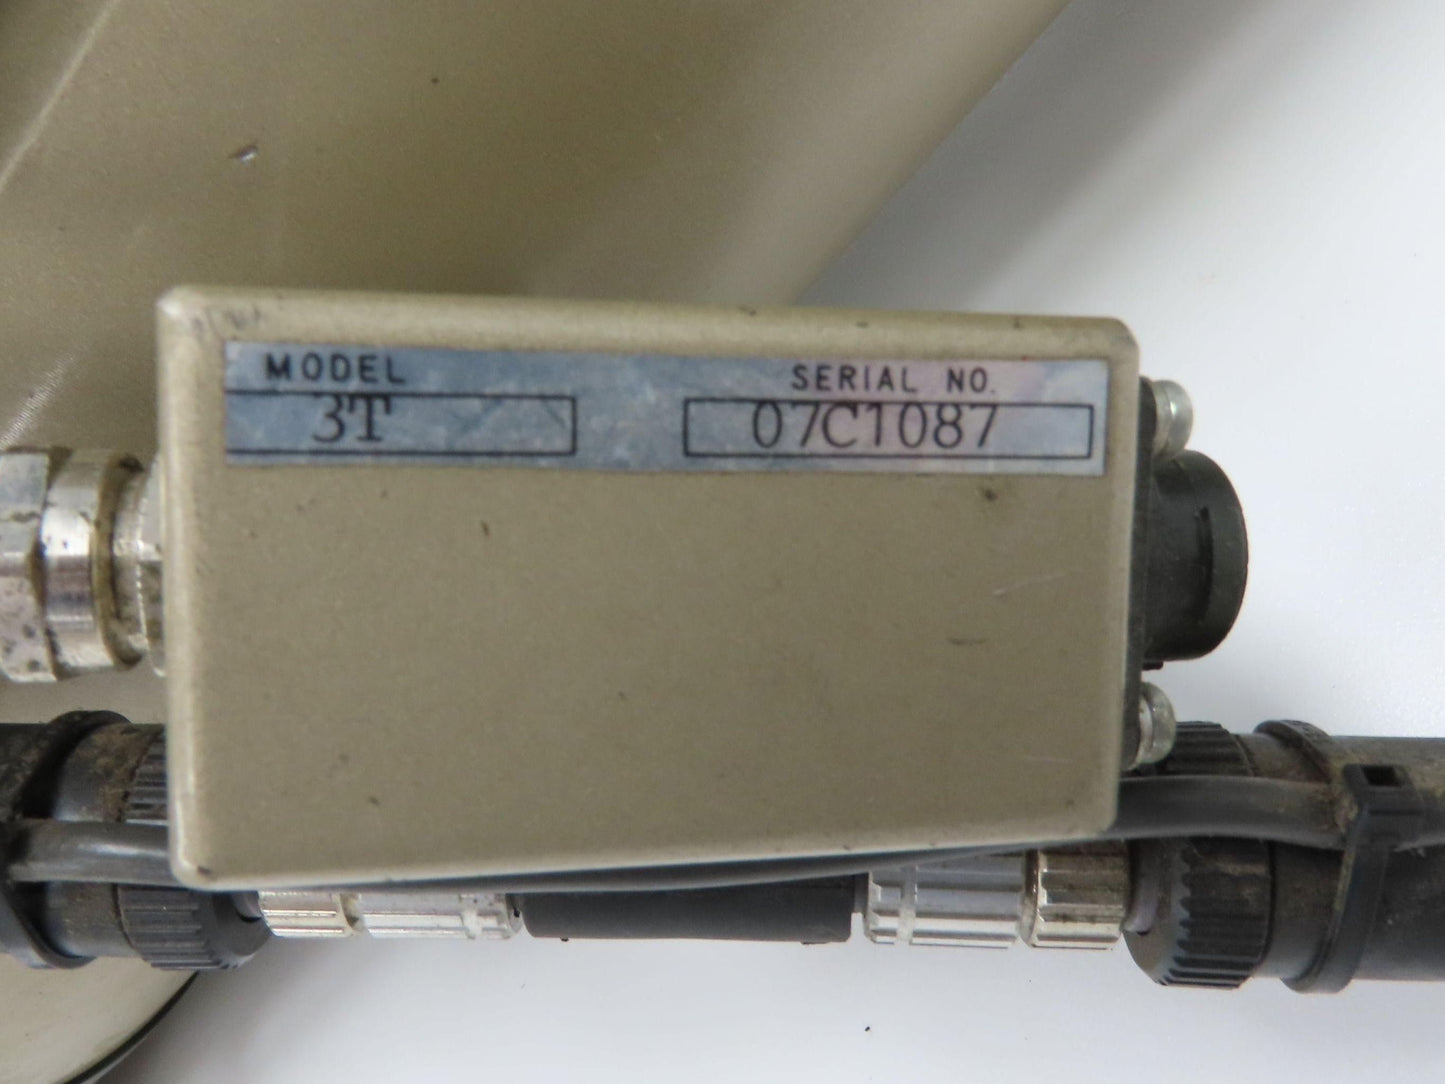 MODEL SERIAL NO.
3T 07C1087